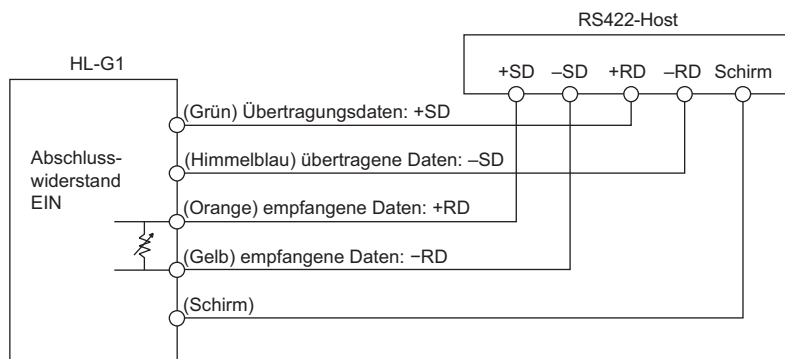 RS422-Host
HL-G1
+SD –SD +RD –RD Schirm
(Grün) Übertragungsdaten: +SD
Abschluss-
widerstand
EIN
(Himmelblau) übertragene Daten: –SD
(Orange) empfangene Daten: +RD
(Gelb) empfangene Daten: −RD
(Schirm)